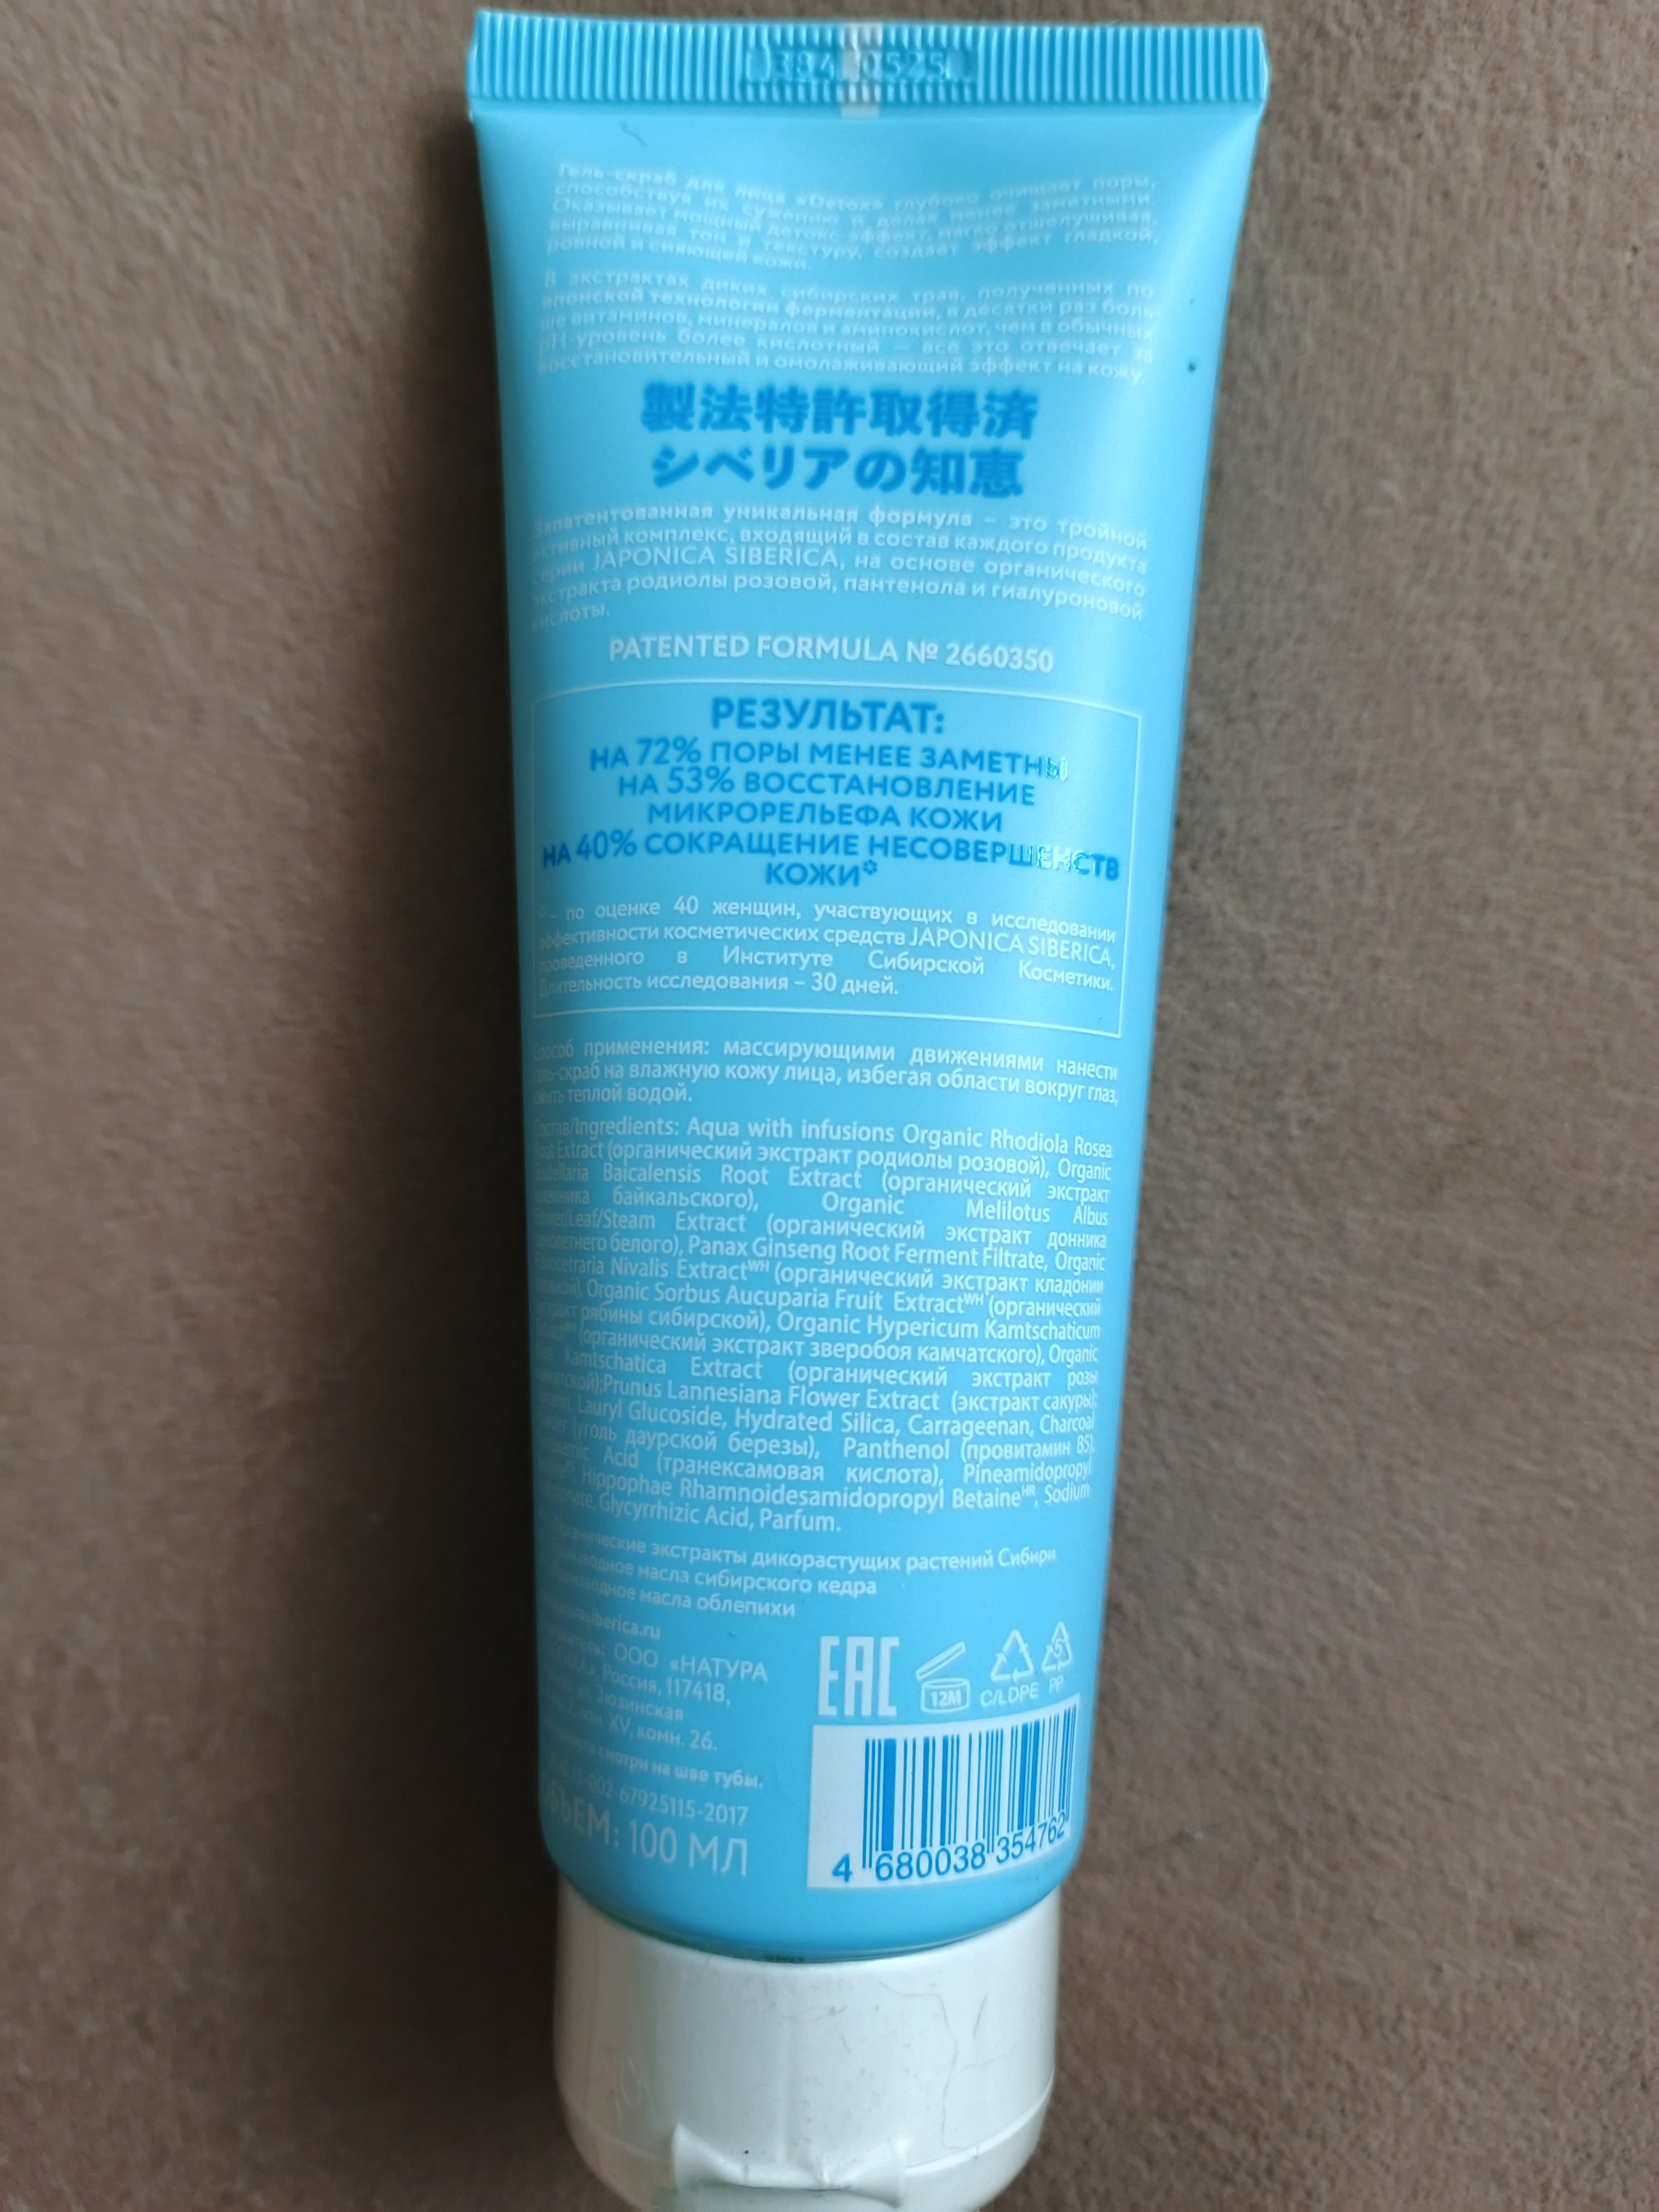 384 0525
Гель-скраб для лица «Detox» глубоко очищает поры,
способствуя их сужению и делая менее заметными.
Оказывает мощный детокс-эффект, мягко отшелушивая,
выравнивая тон и текстуру, создает эффект гладкой,
ровной и сияющей кожи.
В экстрактах диких сибирских трав, полученных по
японской технологии ферментации, в десятки раз боль-
ше витаминов, минералов и аминокислот, чем в обычных,
pH-уровень более кислотный – все это отвечает за
восстановительный и омолаживающий эффект на кожу.
製法特許取得済
シベリアの知恵
Запатентованная уникальная формула – это тройной
активный комплекс, входящий в состав каждого продукта
серии JAPONICA SIBERICA, на основе органического
экстракта родиолы розовой, пантенола и гиалуроновой
кислоты.
PATENTED FORMULA № 2660350
РЕЗУЛЬТАТ:
НА 72% ПОРЫ МЕНЕЕ ЗАМЕТНЫ
НА 53% ВОССТАНОВЛЕНИЕ
МИКРОРЕЛЬЕФА КОЖИ
НА 40% СОКРАЩЕНИЕ НЕСОВЕРШЕНСТВ
КОЖИ*
* – по оценке 40 женщин, участвующих в исследовании
эффективности косметических средств JAPONICA SIBERICA,
проведенного в Институте Сибирской Косметики.
Длительность исследования – 30 дней.
Способ применения: массирующими движениями нанести
гель-скраб на влажную кожу лица, избегая области вокруг глаз,
смыть теплой водой.
Состав/Ingredients: Aqua with infusions Organic Rhodiola Rosea
Root Extract (органический экстракт родиолы розовой), Organic
Scutellaria Baicalensis Root Extract (органический экстракт
шлемника байкальского), Organic Melilotus Albus
Flower/Leaf/Steam Extract (органический экстракт донника
белого), Panax Ginseng Root Ferment Filtrate, Organic
Nivalis Extract^WH (органический экстракт кладонии
снежной), Organic Sorbus Aucuparia Fruit Extract^WH (органический
экстракт рябины сибирской), Organic Hypericum Kamtschaticum
(органический экстракт зверобоя камчатского), Organic
Kamtschatica Extract (органический экстракт розы
Prunus Lannesiana Flower Extract (экстракт сакуры);
Lauryl Glucoside, Hydrated Silica, Carrageenan, Charcoal
Powder (уголь даурской березы), Panthenol (провитамин B5),
Acid (транексамовая кислота), Pineamidopropyl
Hippophae Rhamnoidesamidopropyl Betaine^HR, Sodium
Glycyrrhizic Acid, Parfum.
Органические экстракты дикорастущих растений Сибири
Производное масла сибирского кедра
Производное масла облепихи
ООО «НАТУРА
Россия, 117418,
ул. Зюзинская
пом. XV, комн. 26.
смотри на шве тубы.
002-67925115-2017
ОБЪЕМ: 100 МЛ
EAC
12M
C/LDPE
5
PP
4 680038 354762